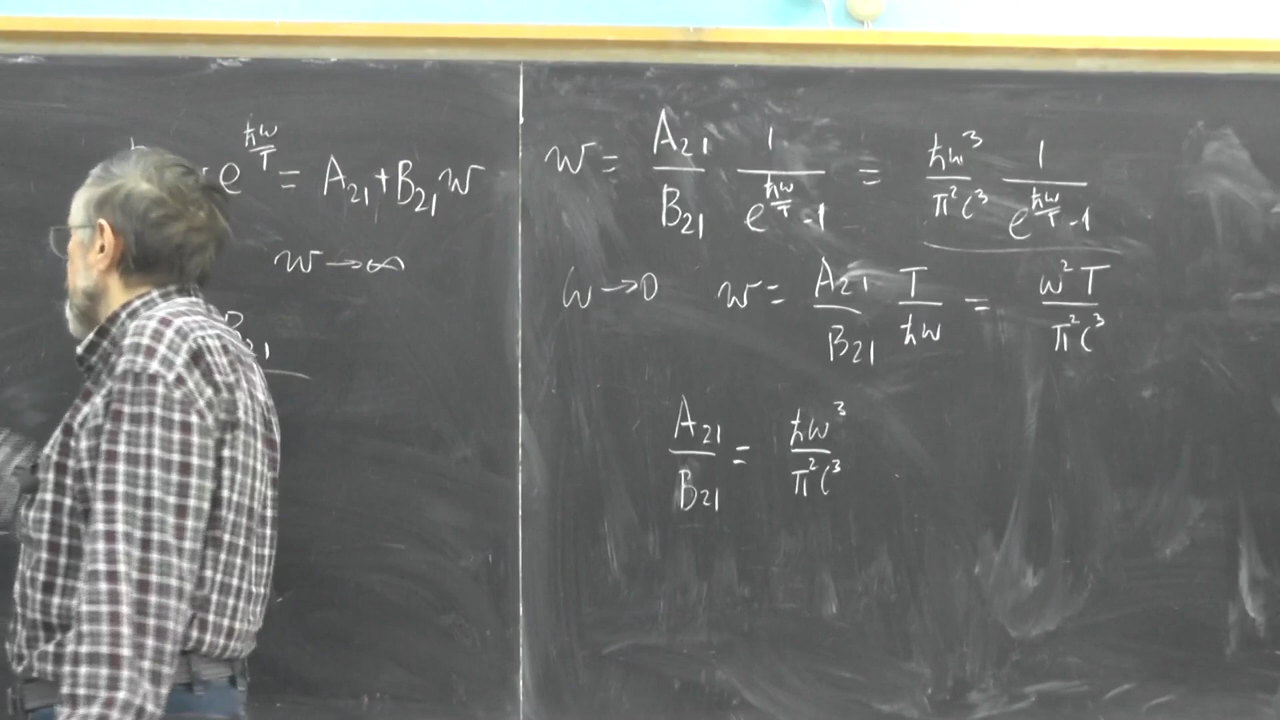 e^{ħω/T} = A₂₁ + B₂₁ w
w → ∞
₂₁
w = A₂₁/B₂₁ · 1/(e^{ħω/T} - 1) = ħω³/(π²c³) · 1/(e^{ħω/T} - 1)
ω → 0 w = A₂₁/B₂₁ · T/ħω = ω²T/(π²c³)
A₂₁/B₂₁ = ħω³/(π²c³)